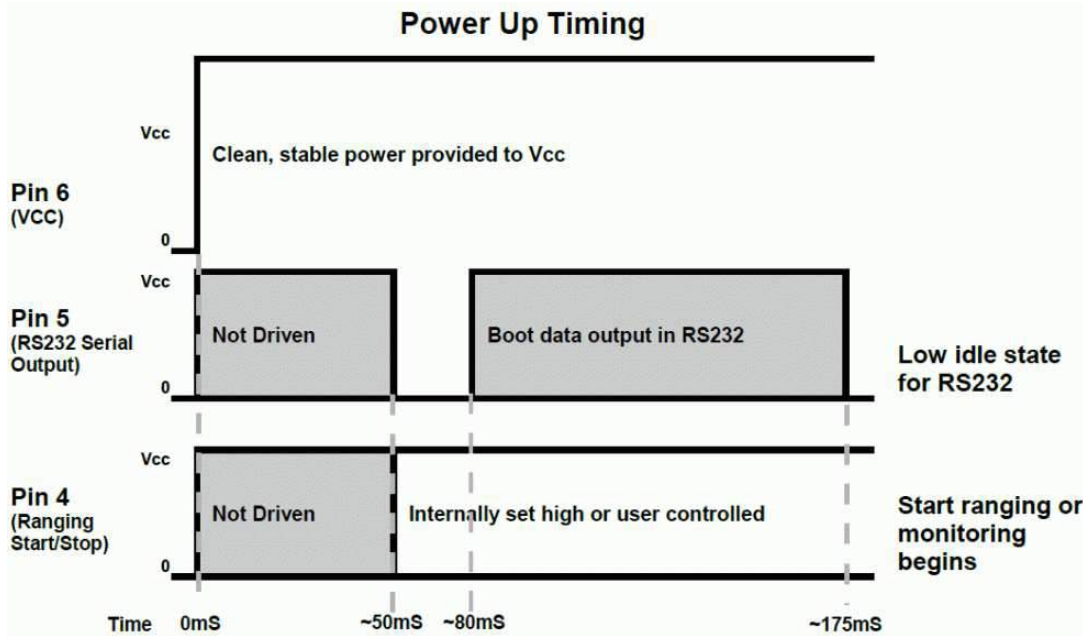 Power Up Timing
Vcc
Clean, stable power provided to Vcc
Pin 6
(VCC)
0
Vcc
Pin 5
(RS232 Serial
Output)
Not Driven
Boot data output in RS232
0
Low idle state
for RS232
Vcc
Pin 4
(Ranging
Start/Stop)
Not Driven
Internally set high or user controlled
0
Start ranging or
monitoring
begins
Time 0mS ~50mS ~80mS ~175mS